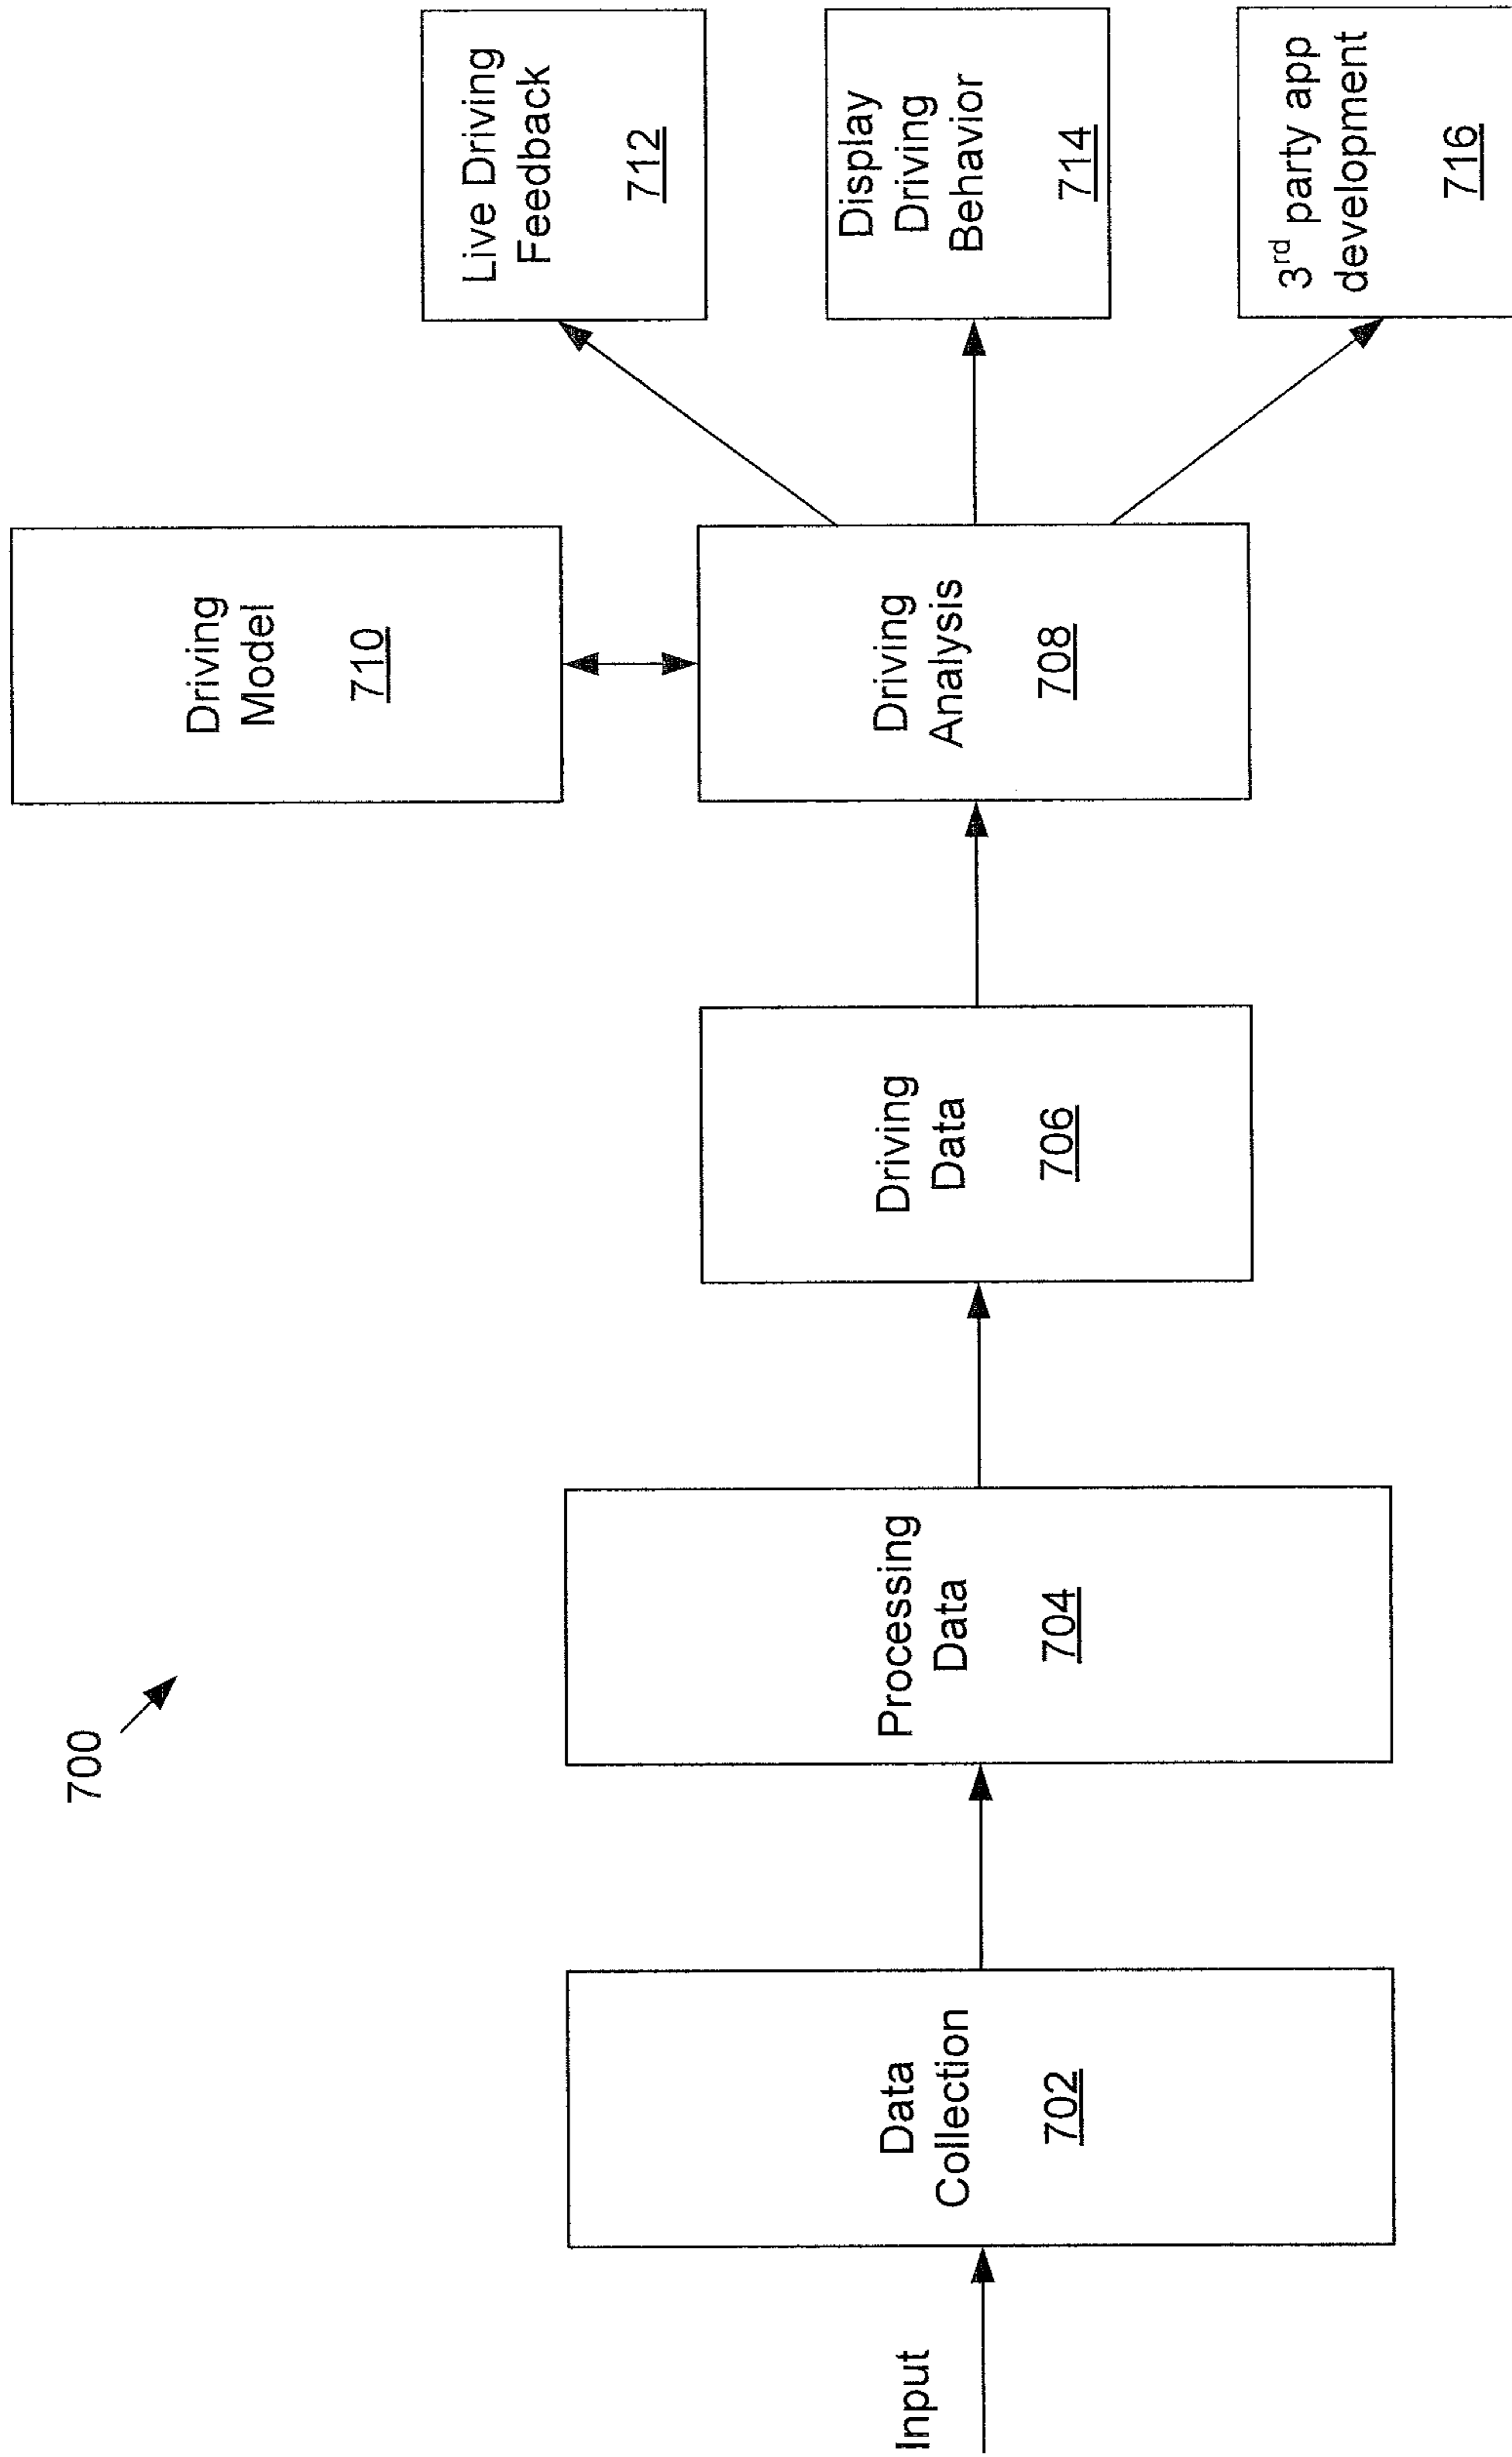 700
Input
Data
Collection
702
Processing
Data
704
Driving
Data
706
Driving
Model
710
Driving
Analysis
708
Live Driving
Feedback
712
Display
Driving
Behavior
714
3rd party app
development
716